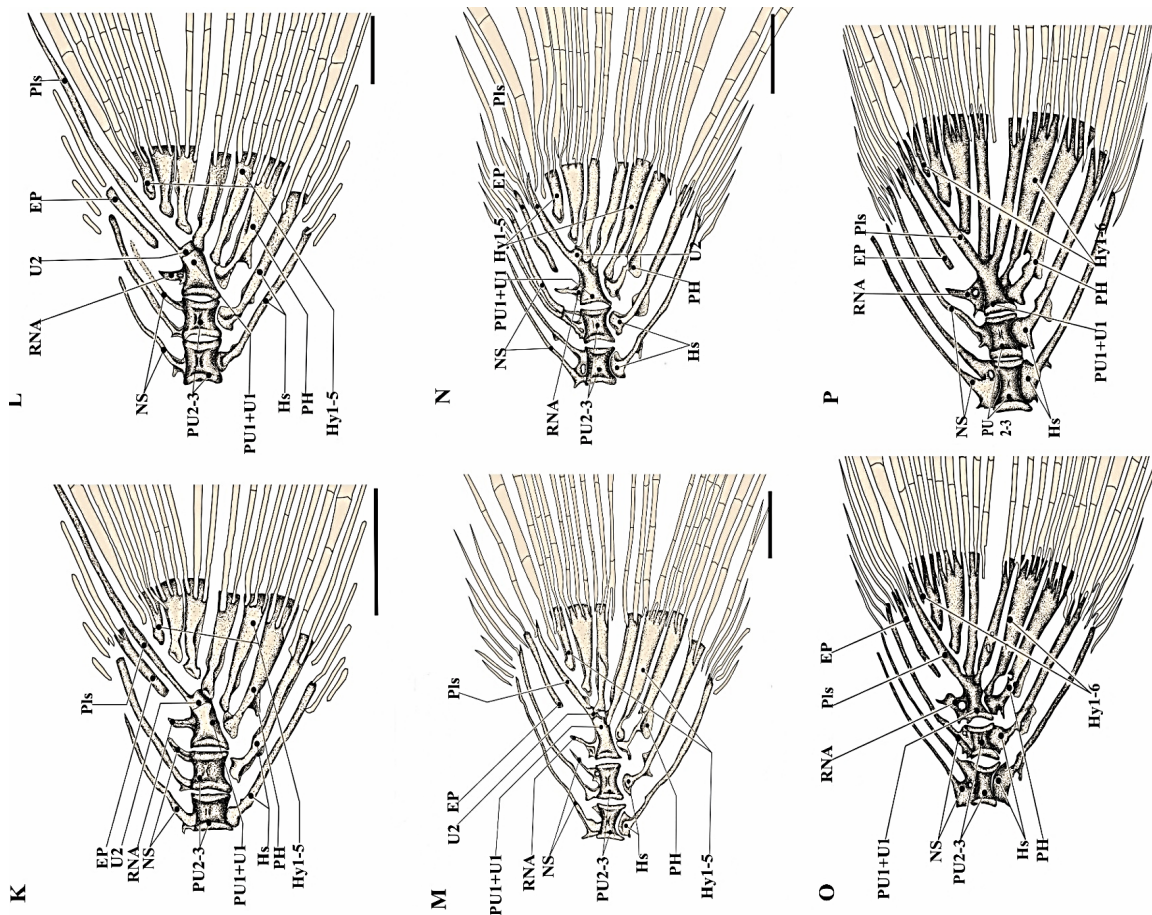 L
Pls
EP
U2
RNA
NS
PU2-3
PU1+U1
Hs
PH
Hy1-5
N
Pls
EP
Hy1-5
PU1+U1
NS
RNA
PU2-3
U2
PH
Hs
P
Pls
EP
RNA
NS
PU
2-3
Hs
PU1+U1
PH
Hy1-6
K
Pls
EP
U2
RNA
NS
PU2-3
PU1+U1
Hs
PH
Hy1-5
M
Pls
EP
U2
PU1+U1
RNA
NS
PU2-3
Hs
PH
Hy1-5
O
EP
Pls
RNA
PU1+U1
NS
PU2-3
Hs
PH
Hy1-6